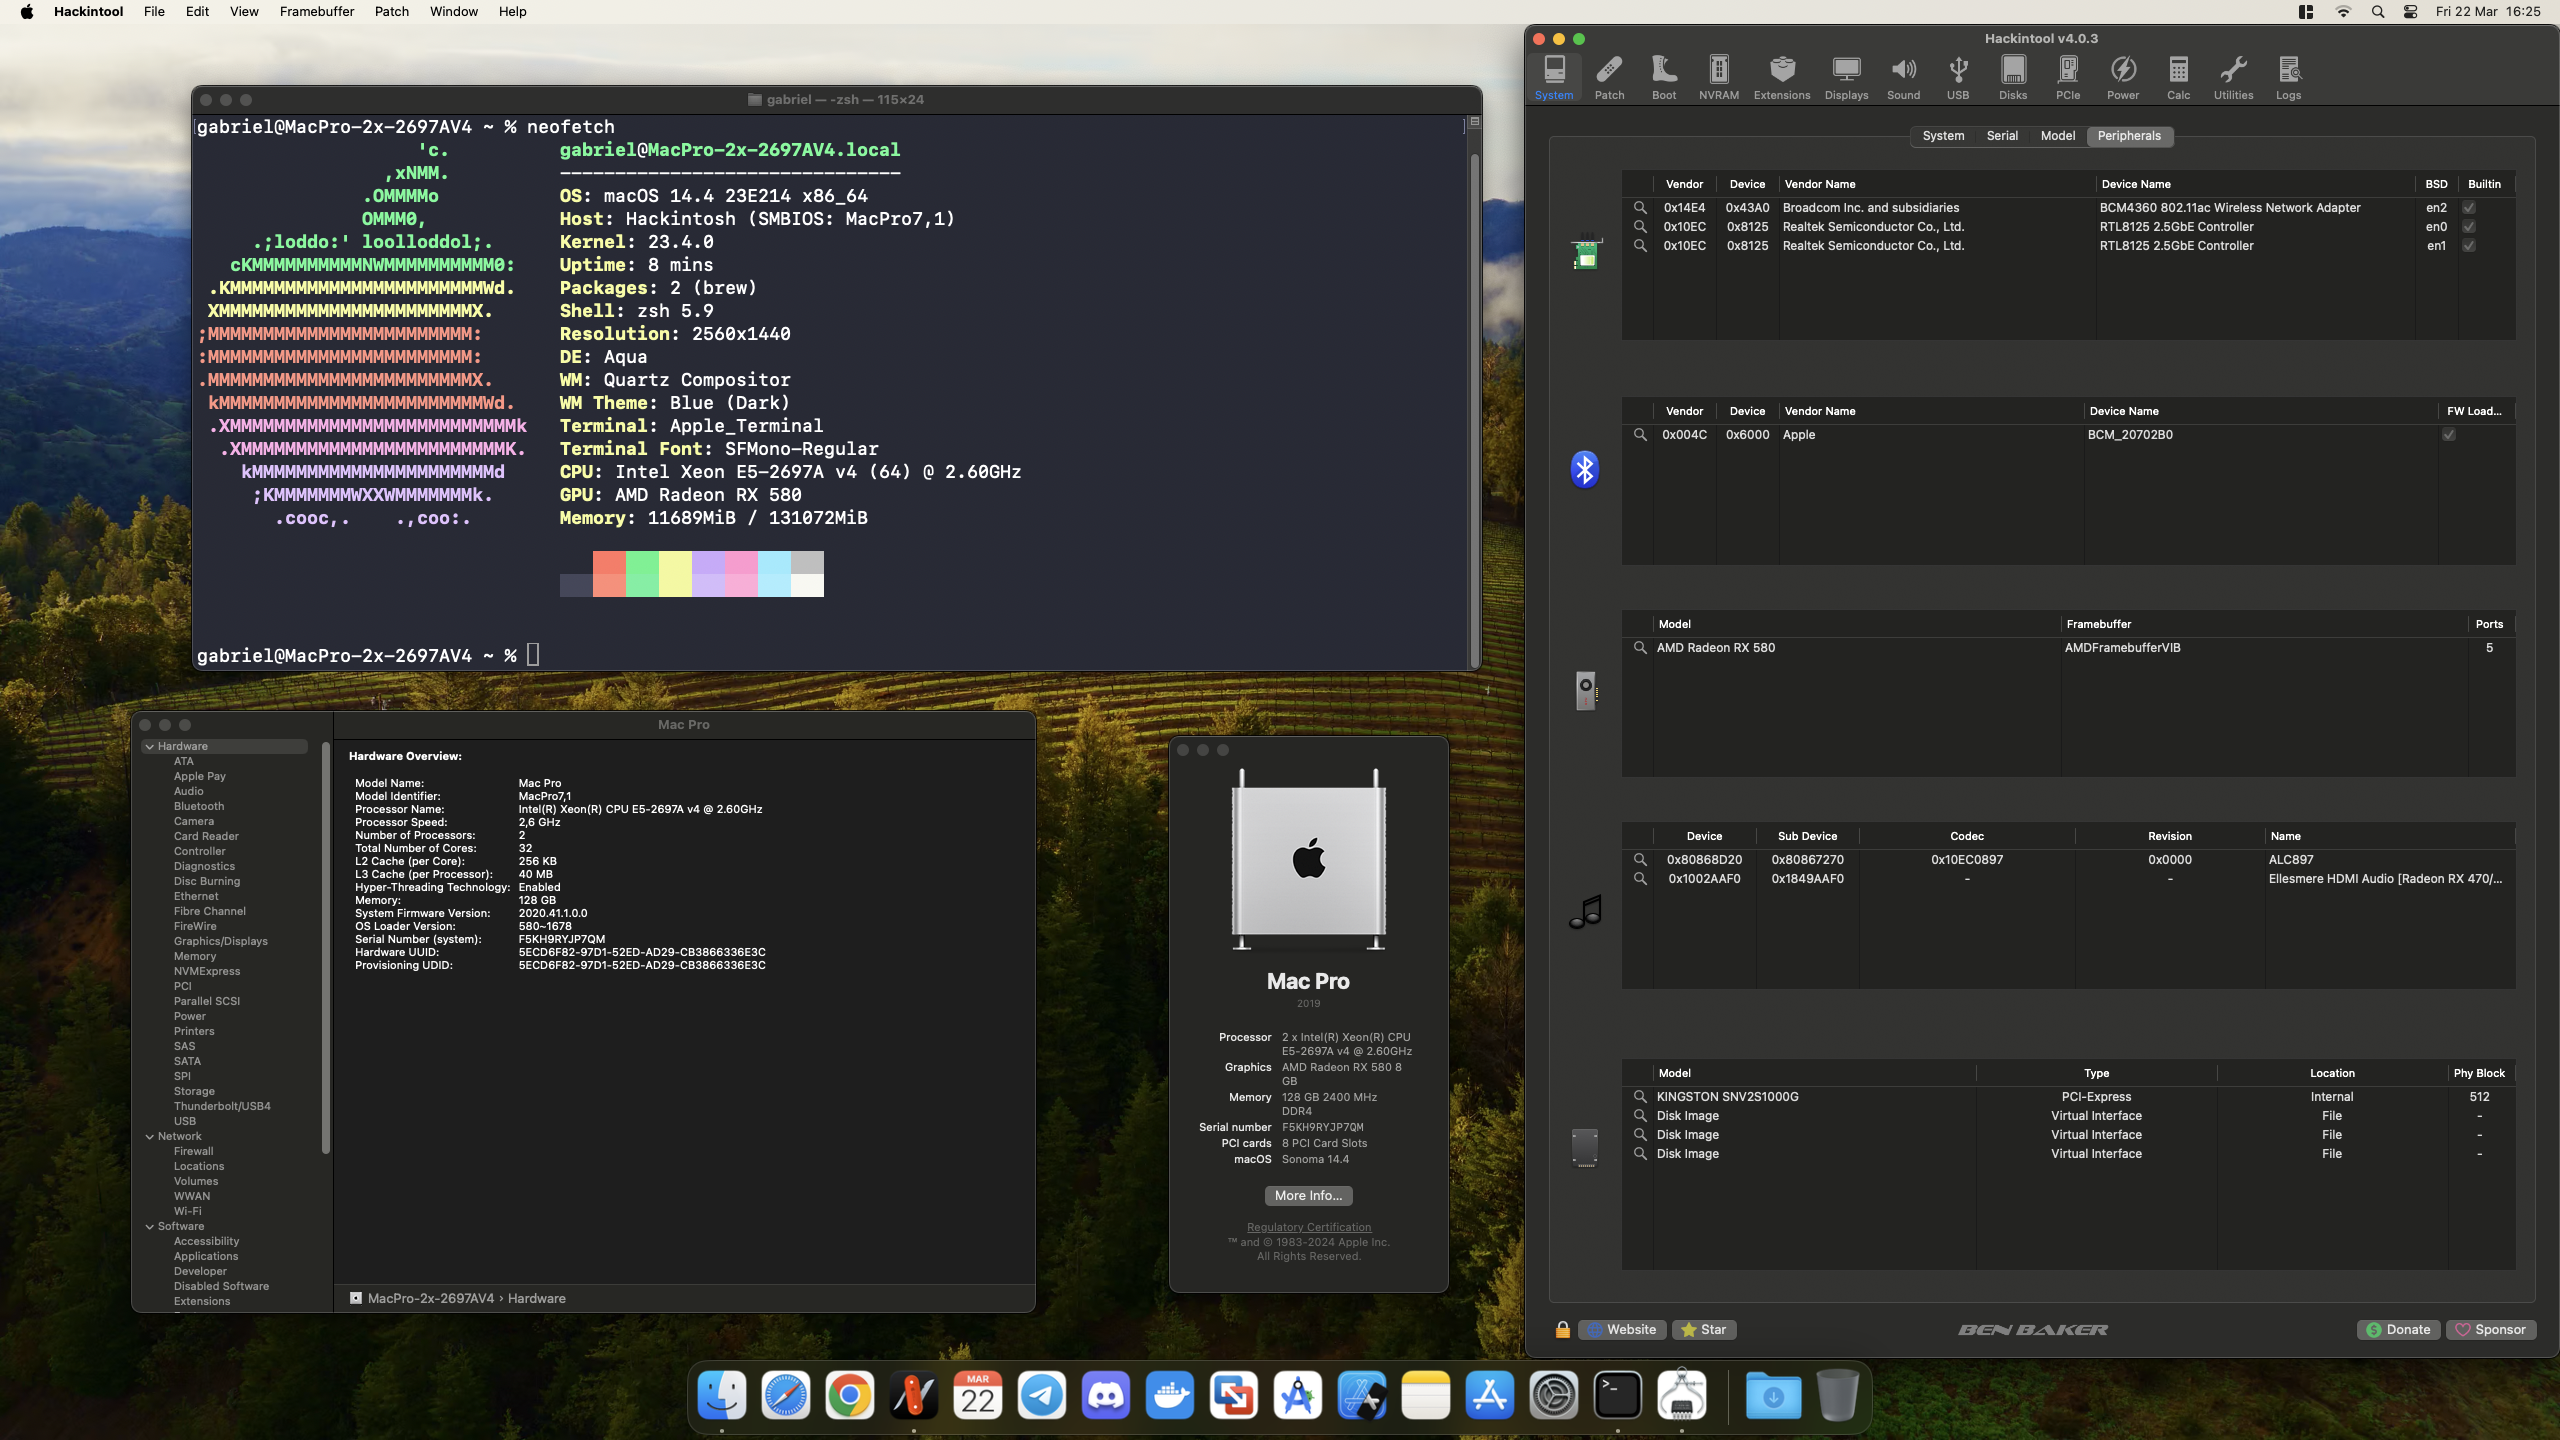 Hackintool File Edit View Framebuffer Patch Window Help
Fri 22 Mar 16:25
gabriel — -zsh — 115×24
gabriel@MacPro-2x-2697AV4 ~ % neofetch
'c.
,xNMM.
.OMMMMo
OMMM0,
.;loddo:' loolloddol;.
cKMMMMMMMMMMNWMMMMMMMMMM0:
.KMMMMMMMMMMMMMMMMMMMMMMMWd.
XMMMMMMMMMMMMMMMMMMMMMMMX.
;MMMMMMMMMMMMMMMMMMMMMMMM:
:MMMMMMMMMMMMMMMMMMMMMMMM:
.MMMMMMMMMMMMMMMMMMMMMMMMX.
kMMMMMMMMMMMMMMMMMMMMMMMMWd.
.XMMMMMMMMMMMMMMMMMMMMMMMMMMk
.XMMMMMMMMMMMMMMMMMMMMMMMMK.
kMMMMMMMMMMMMMMMMMMMMMMd
;KMMMMMMMWXXWMMMMMMMk.
.cooc,. .,coo:.
gabriel@MacPro-2x-2697AV4.local
-------------------------------
OS: macOS 14.4 23E214 x86_64
Host: Hackintosh (SMBIOS: MacPro7,1)
Kernel: 23.4.0
Uptime: 8 mins
Packages: 2 (brew)
Shell: zsh 5.9
Resolution: 2560x1440
DE: Aqua
WM: Quartz Compositor
WM Theme: Blue (Dark)
Terminal: Apple_Terminal
Terminal Font: SFMono-Regular
CPU: Intel Xeon E5-2697A v4 (64) @ 2.60GHz
GPU: AMD Radeon RX 580
Memory: 11689MiB / 131072MiB
gabriel@MacPro-2x-2697AV4 ~ %
Mac Pro
Hardware
ATA
Apple Pay
Audio
Bluetooth
Camera
Card Reader
Controller
Diagnostics
Disc Burning
Ethernet
Fibre Channel
FireWire
Graphics/Displays
Memory
NVMExpress
PCI
Parallel SCSI
Power
Printers
SAS
SATA
SPI
Storage
Thunderbolt/USB4
USB
Network
Firewall
Locations
Volumes
WWAN
Wi-Fi
Software
Accessibility
Applications
Developer
Disabled Software
Extensions
Hardware Overview:
Model Name: Mac Pro
Model Identifier: MacPro7,1
Processor Name: Intel(R) Xeon(R) CPU E5-2697A v4 @ 2.60GHz
Processor Speed: 2,6 GHz
Number of Processors: 2
Total Number of Cores: 32
L2 Cache (per Core): 256 KB
L3 Cache (per Processor): 40 MB
Hyper-Threading Technology: Enabled
Memory: 128 GB
System Firmware Version: 2020.41.1.0.0
OS Loader Version: 580~1678
Serial Number (system): F5KH9RYJP7QM
Hardware UUID: 5ECD6F82-97D1-52ED-AD29-CB3866336E3C
Provisioning UDID: 5ECD6F82-97D1-52ED-AD29-CB3866336E3C
MacPro-2x-2697AV4 › Hardware
Mac Pro
2019
Processor 2 x Intel(R) Xeon(R) CPU
E5-2697A v4 @ 2.60GHz
Graphics AMD Radeon RX 580 8
GB
Memory 128 GB 2400 MHz
DDR4
Serial number F5KH9RYJP7QM
PCI cards 8 PCI Card Slots
macOS Sonoma 14.4
More Info...
Regulatory Certification
™ and © 1983-2024 Apple Inc.
All Rights Reserved.
Hackintool v4.0.3
System Patch Boot NVRAM Extensions Displays Sound USB Disks PCIe Power Calc Utilities Logs
System Serial Model Peripherals
Vendor Device Vendor Name Device Name BSD Builtin
0x14E4 0x43A0 Broadcom Inc. and subsidiaries BCM4360 802.11ac Wireless Network Adapter en2
0x10EC 0x8125 Realtek Semiconductor Co., Ltd. RTL8125 2.5GbE Controller en0
0x10EC 0x8125 Realtek Semiconductor Co., Ltd. RTL8125 2.5GbE Controller en1
Vendor Device Vendor Name Device Name FW Load...
0x004C 0x6000 Apple BCM_20702B0
Model Framebuffer Ports
AMD Radeon RX 580 AMDFramebufferVIB 5
Device Sub Device Codec Revision Name
0x80868D20 0x80867270 0x10EC0897 0x0000 ALC897
0x1002AAF0 0x1849AAF0 - - Ellesmere HDMI Audio [Radeon RX 470/...
Model Type Location Phy Block
KINGSTON SNV2S1000G PCI-Express Internal 512
Disk Image Virtual Interface File -
Disk Image Virtual Interface File -
Disk Image Virtual Interface File -
Website Star BEN BAKER Donate Sponsor
MAR
22